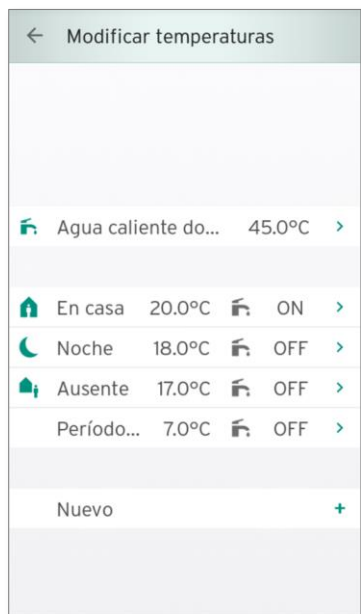 Modificar temperaturas
Agua caliente do... 45.0°C
En casa 20.0°C ON
Noche 18.0°C OFF
Ausente 17.0°C OFF
Período... 7.0°C OFF
Nuevo +